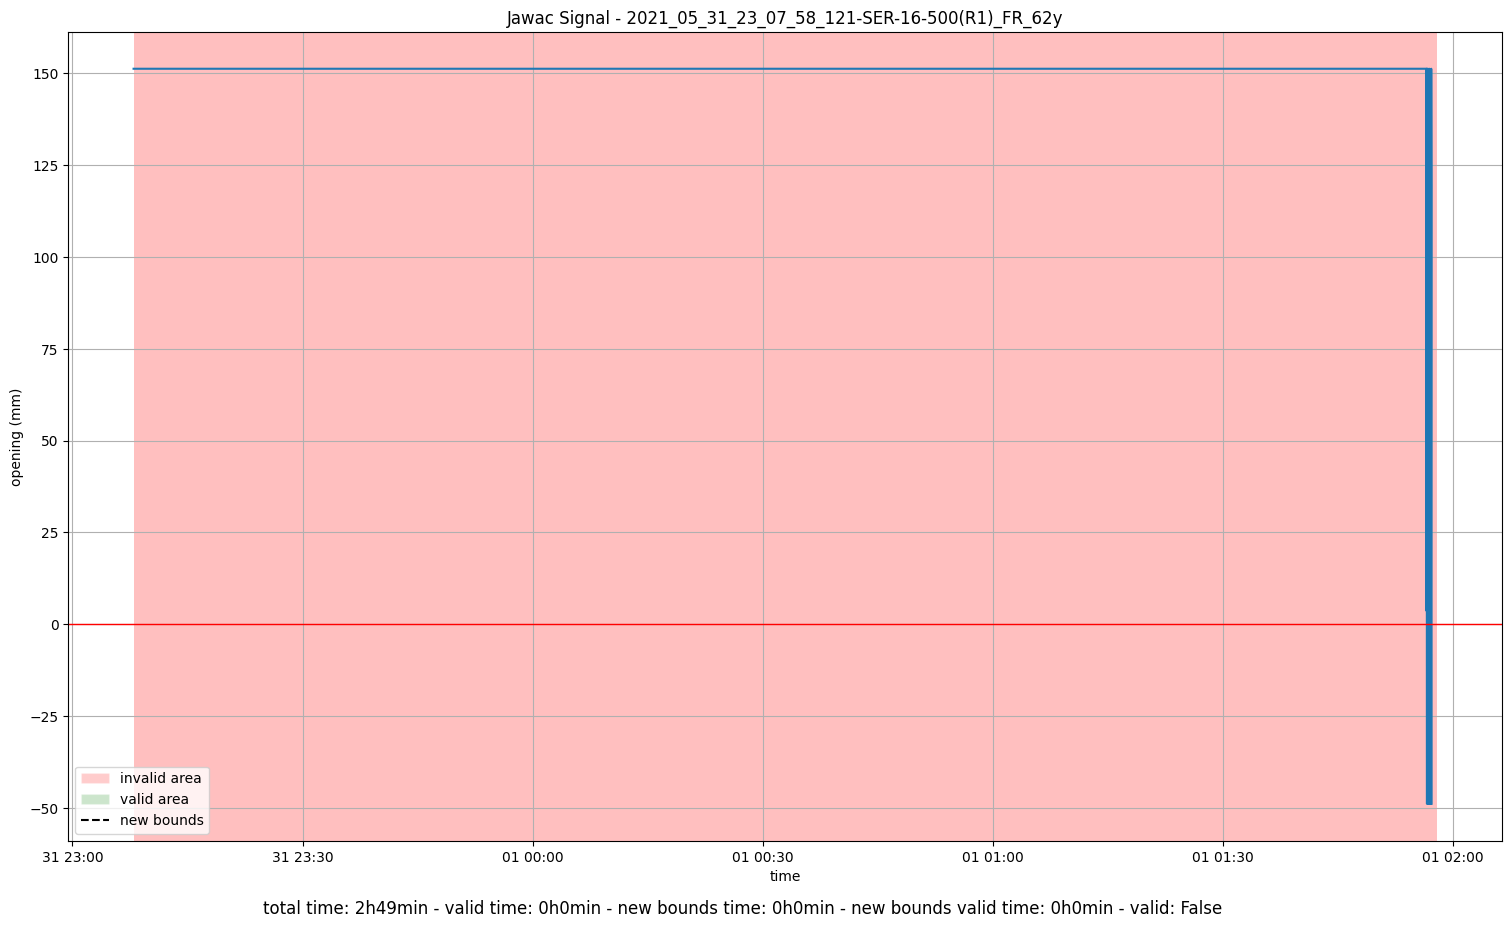 Jawac Signal - 2021_05_31_23_07_58_121-SER-16-500(R1)_FR_62y
150
125
100
75
50
25
0
−25
−50
opening (mm)
invalid area
valid area
new bounds
31 23:00
31 23:30
01 00:00
01 00:30
01 01:00
01 01:30
01 02:00
time
total time: 2h49min - valid time: 0h0min - new bounds time: 0h0min - new bounds valid time: 0h0min - valid: False